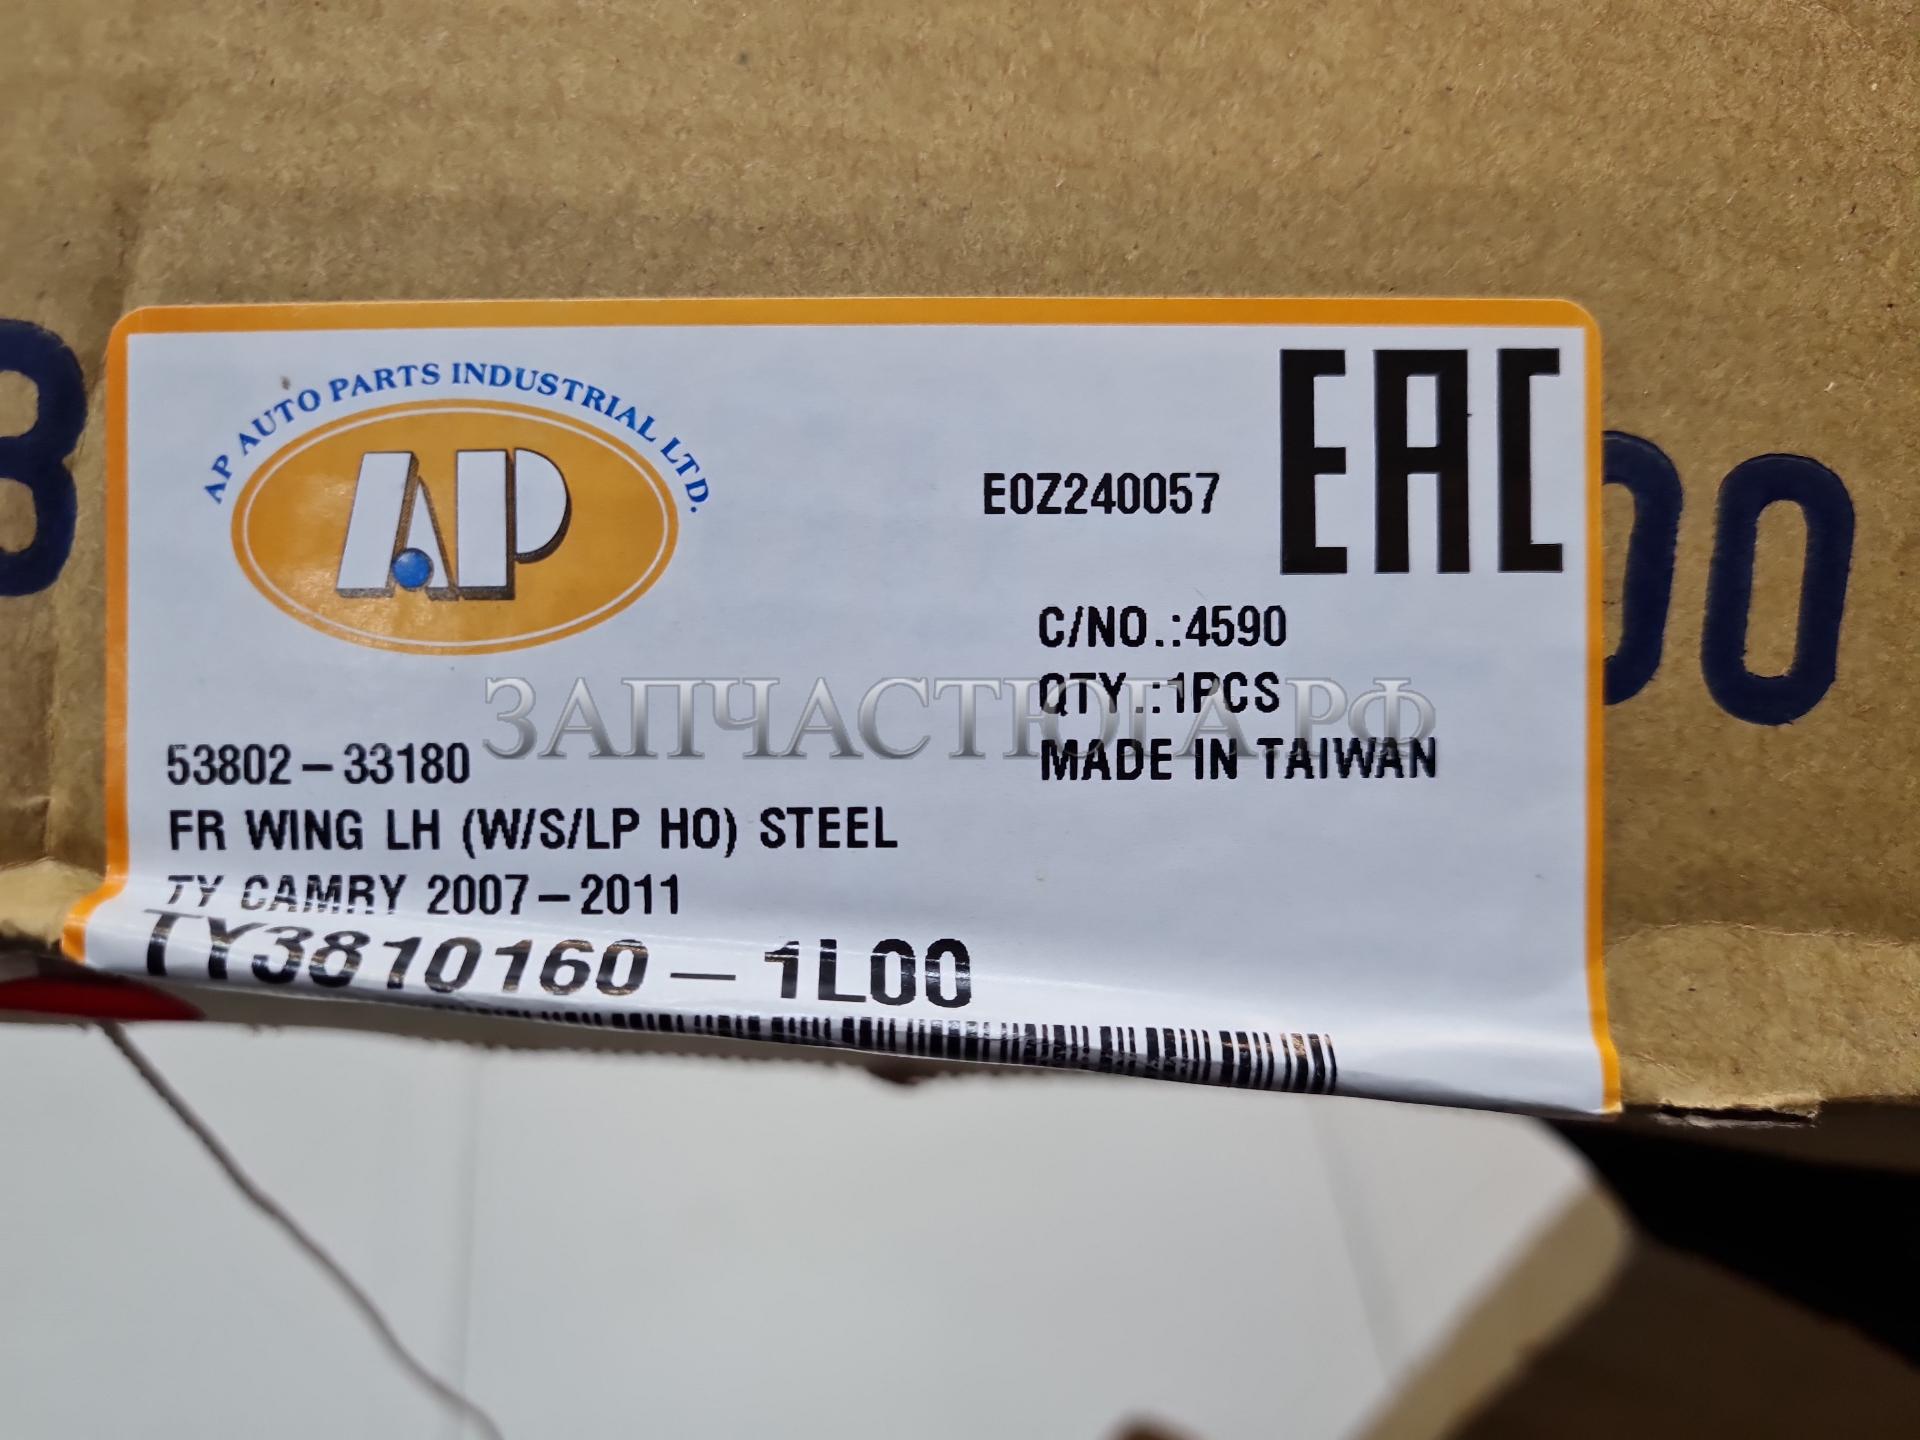 AP AUTO PARTS INDUSTRIAL LTD.
AP
E0Z240057
EAC
C/NO.:4590
QTY.:1PCS
MADE IN TAIWAN
ЗАПЧАСТЮГА.РФ
53802-33180
FR WING LH (W/S/LP HO) STEEL
TY CAMRY 2007-2011
TY3810160-1L00